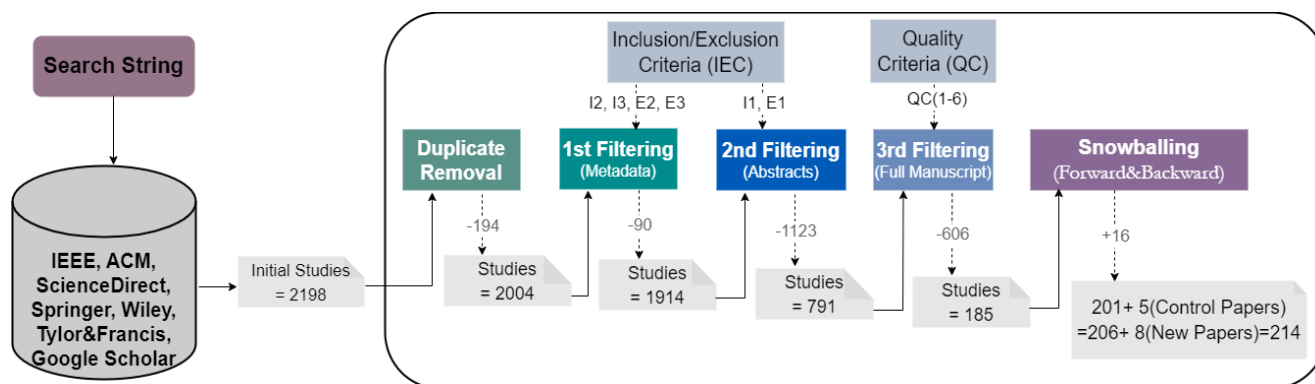 Search String
IEEE, ACM,
ScienceDirect,
Springer, Wiley,
Tylor&Francis,
Google Scholar
Initial Studies
= 2198
Inclusion/Exclusion
Criteria (IEC)
Quality
Criteria (QC)
I2, I3, E2, E3
I1, E1
QC(1-6)
Duplicate
Removal
1st Filtering
(Metadata)
2nd Filtering
(Abstracts)
3rd Filtering
(Full Manuscript)
Snowballing
(Forward&Backward)
-194
-90
-1123
-606
+16
Studies
= 2004
Studies
= 1914
Studies
= 791
Studies
= 185
201+ 5(Control Papers)
=206+ 8(New Papers)=214